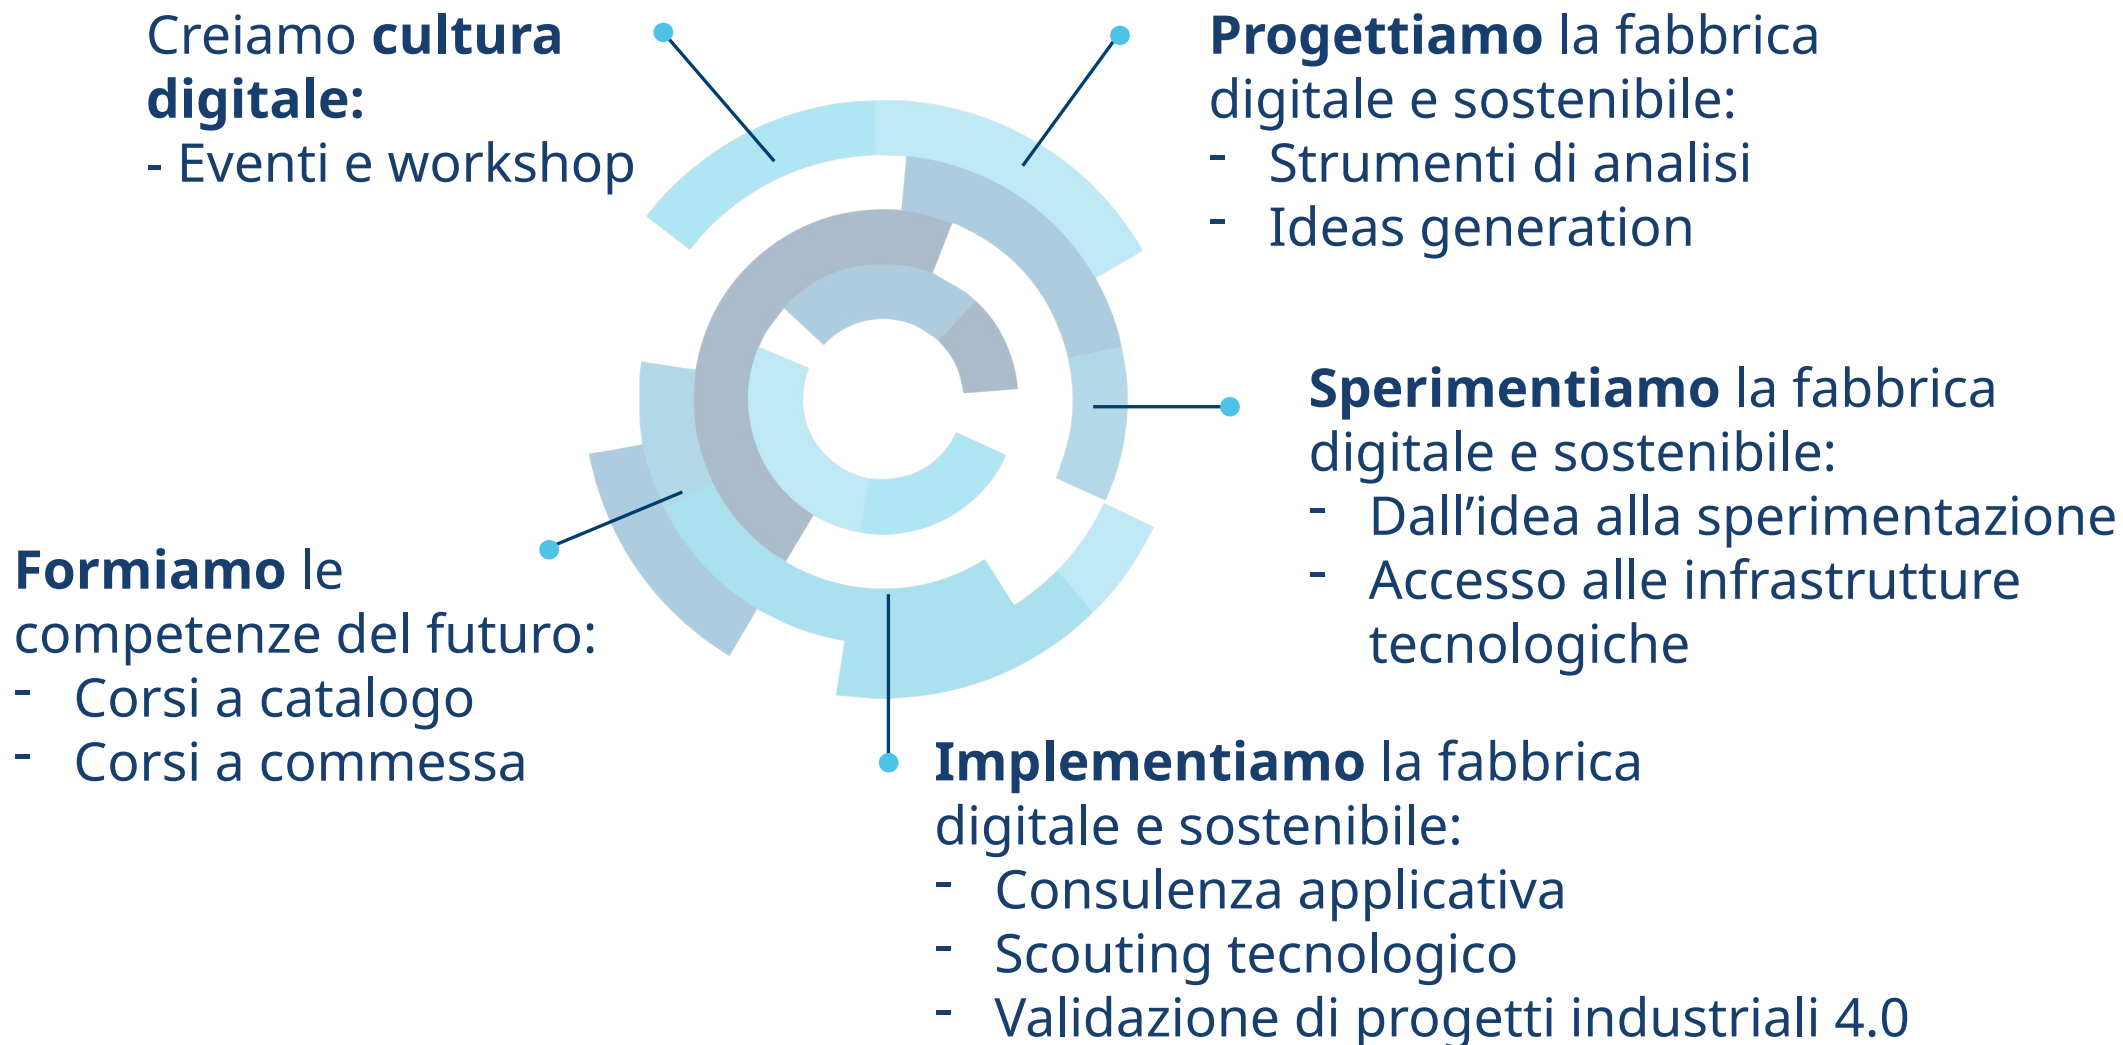 Creiamo cultura
digitale:
- Eventi e workshop
Progettiamo la fabbrica
digitale e sostenibile:
- Strumenti di analisi
- Ideas generation
Sperimentiamo la fabbrica
digitale e sostenibile:
- Dall’idea alla sperimentazione
- Accesso alle infrastrutture
tecnologiche
Formiamo le
competenze del futuro:
- Corsi a catalogo
- Corsi a commessa
Implementiamo la fabbrica
digitale e sostenibile:
- Consulenza applicativa
- Scouting tecnologico
- Validazione di progetti industriali 4.0